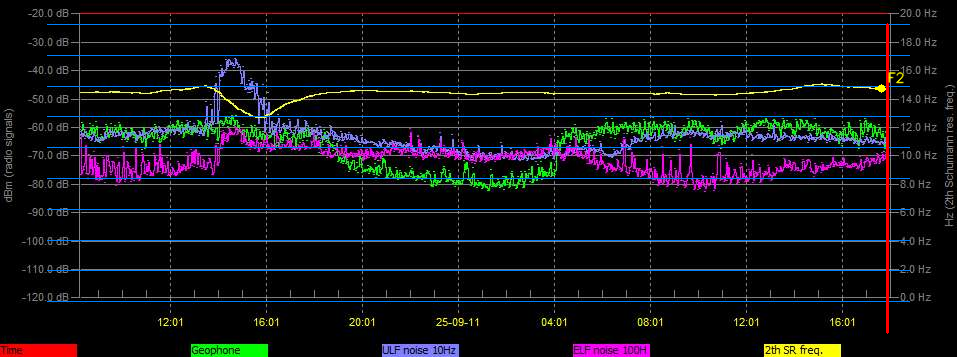 -20.0 dB 20.0 Hz
-30.0 dB 18.0 Hz
-40.0 dB 16.0 Hz
F2
-50.0 dB 14.0 Hz
-60.0 dB 12.0 Hz
-70.0 dB 10.0 Hz
-80.0 dB 8.0 Hz
-90.0 dB 6.0 Hz
-100.0 dB 4.0 Hz
-110.0 dB 2.0 Hz
-120.0 dB 0.0 Hz
dBm (radio signals)
Hz (2th Schumann res. freq.)
12:01 16:01 20:01 25-09-11 04:01 08:01 12:01 16:01
Time Geophone ULF noise 10Hz ELF noise 100H 2th SR freq.